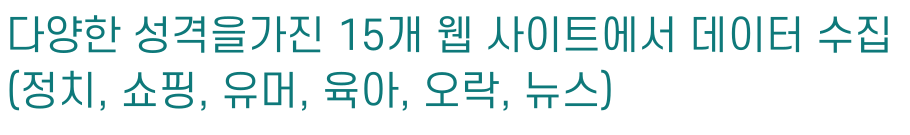 다양한 성격을가진 15개 웹 사이트에서 데이터 수집
(정치, 쇼핑, 유머, 육아, 오락, 뉴스)